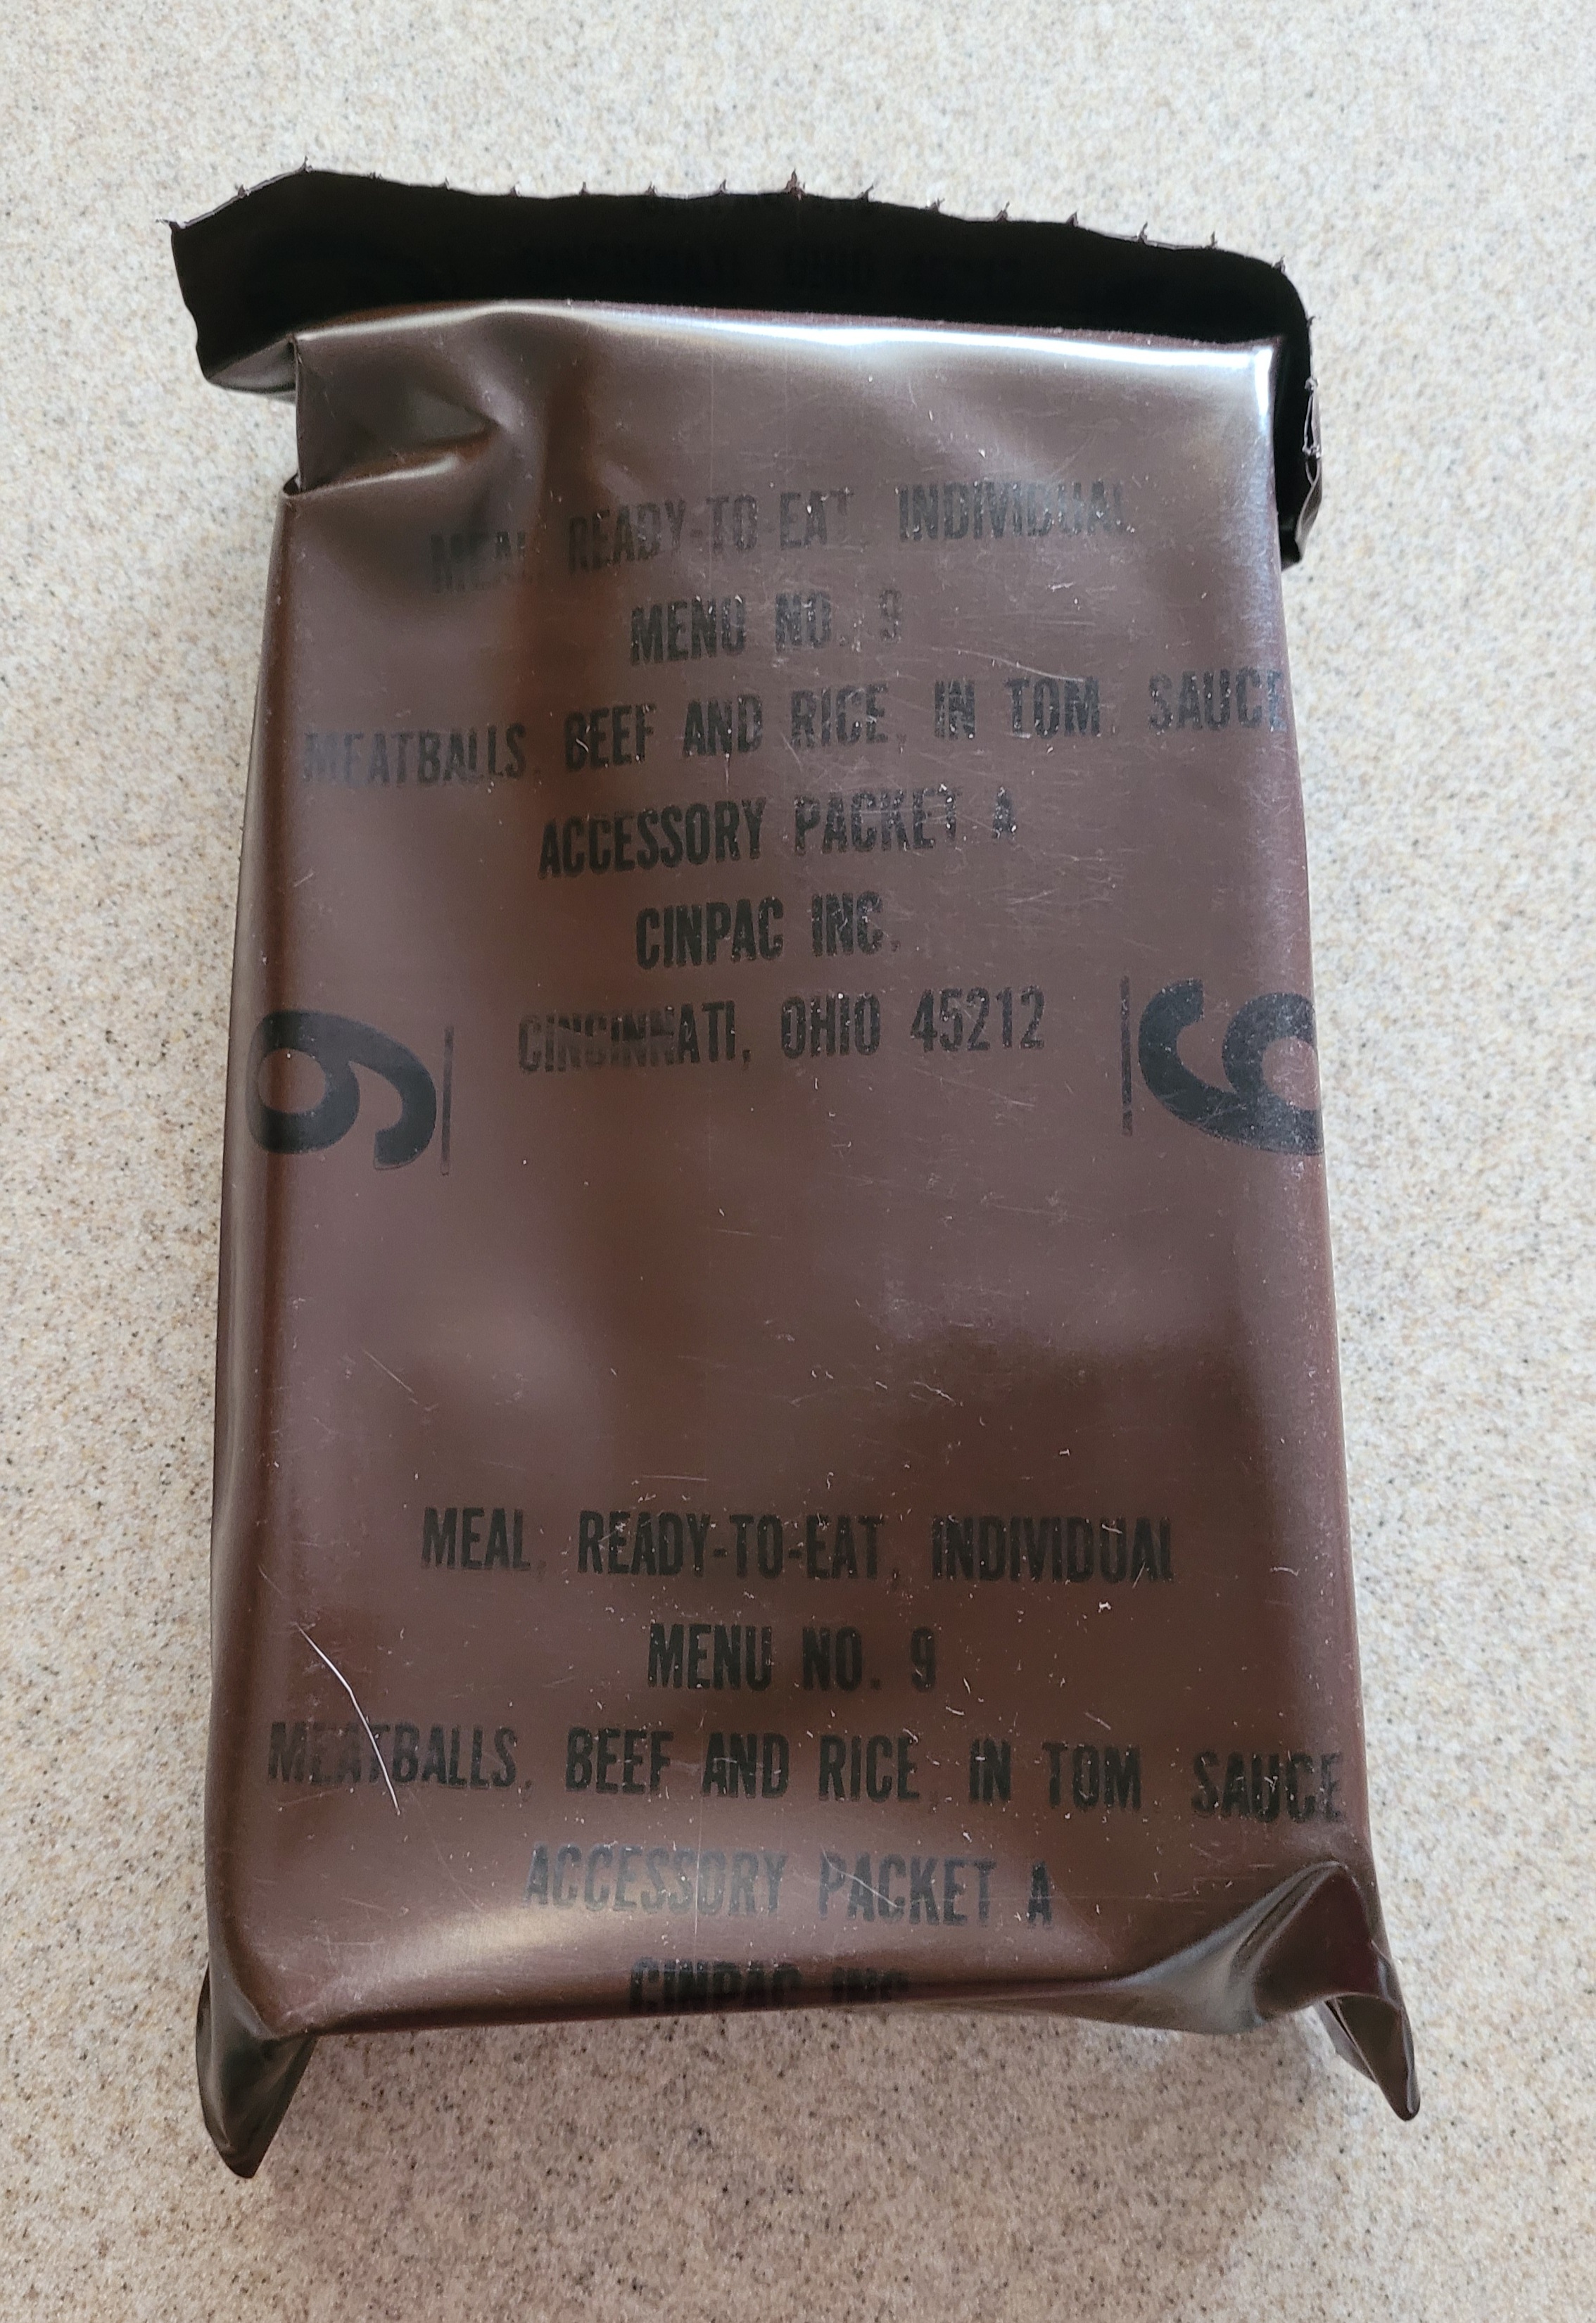 MEAL, READY-TO-EAT, INDIVIDUAL
MENU NO. 9
MEATBALLS, BEEF AND RICE, IN TOM. SAUCE
ACCESSORY PACKET A
CINPAC INC.
CINCINNATI, OHIO 45212
9
9
MEAL, READY-TO-EAT, INDIVIDUAL
MENU NO. 9
MEATBALLS, BEEF AND RICE, IN TOM SAUCE
ACCESSORY PACKET A
CINPAC INC